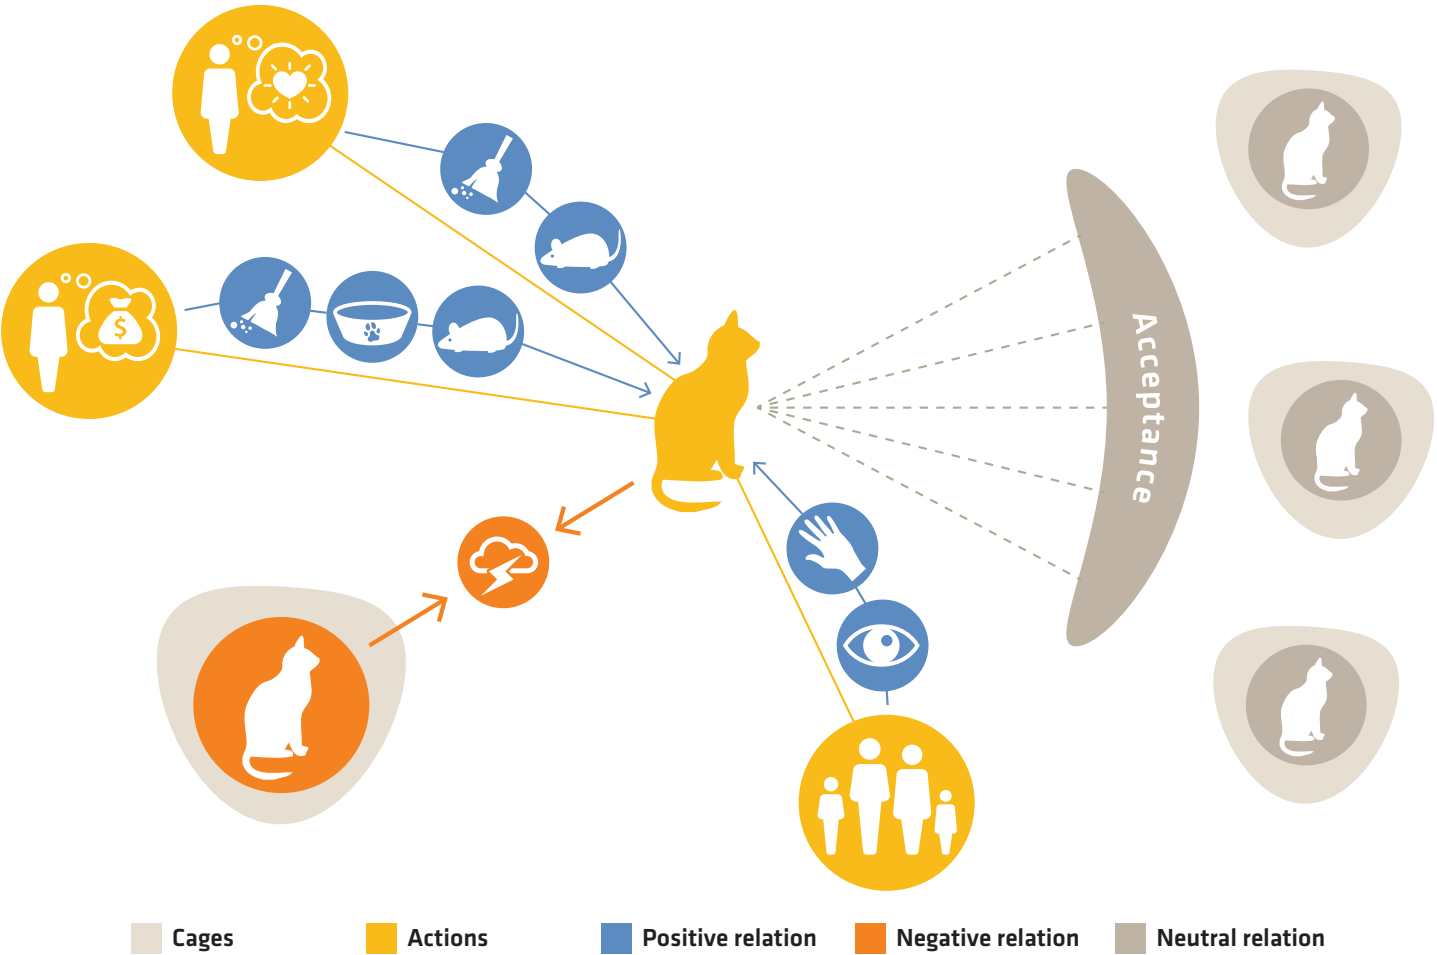 $
Acceptance
Cages
Actions
Positive relation
Negative relation
Neutral relation